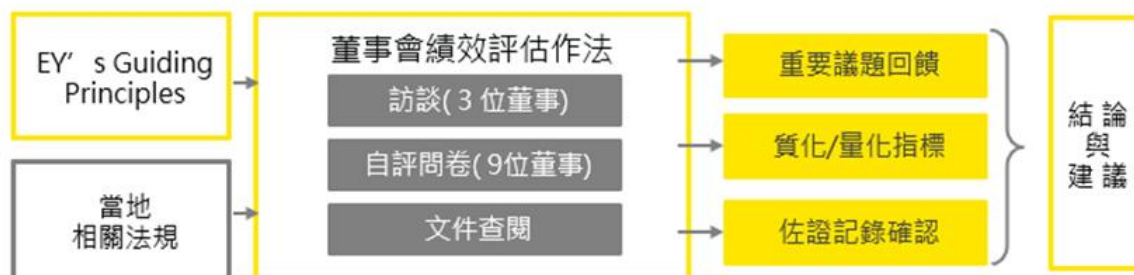 EY’ s Guiding
Principles
當地
相關法規
董事會績效評估作法
訪談( 3 位董事)
自評問卷( 9位董事)
文件查閱
重要議題回饋
質化/量化指標
佐證記錄確認
結 論
與
建 議